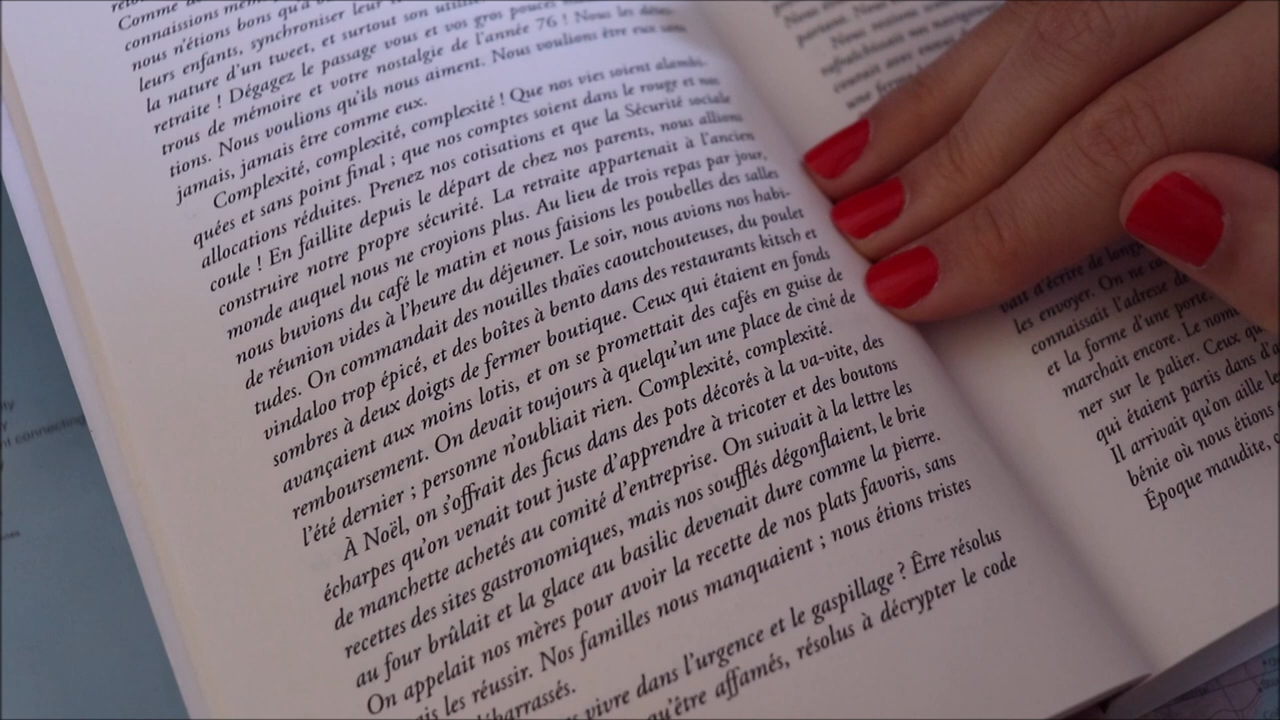 Comme
connaissions
nous n'étions bons qu'à
leurs enfants, synchroniser leur
la nature d'un tweet, et surtout son
retraite ! Dégagez le passage vous et vos gros pouces
trous de mémoire et votre nostalgie de l'année 76 ! Nous les
tions. Nous voulions qu'ils nous aiment. Nous voulions être eux sans
jamais, jamais être comme eux.
Complexité, complexité, complexité ! Que nos vies soient alambi-
quées et sans point final ; que nos comptes soient dans le rouge et nos
allocations réduites. Prenez nos cotisations et que la Sécurité sociale
coule ! En faillite depuis le départ de chez nos parents, nous allions
construire notre propre sécurité. La retraite appartenait à l'ancien
monde auquel nous ne croyions plus. Au lieu de trois repas par jour,
nous buvions du café le matin et nous faisions les poubelles des salles
de réunion vides à l'heure du déjeuner. Le soir, nous avions nos habi-
tudes. On commandait des nouilles thaïes caoutchouteuses, du poulet
vindaloo trop épicé, et des boîtes à bento dans des restaurants kitsch et
sombres à deux doigts de fermer boutique. Ceux qui étaient en fonds
avançaient aux moins lotis, et on se promettait des cafés en guise de
remboursement. On devait toujours à quelqu'un une place de ciné de
l'été dernier ; personne n'oubliait rien. Complexité, complexité.
À Noël, on s'offrait des ficus dans des pots décorés à la va-vite, des
écharpes qu'on venait tout juste d'apprendre à tricoter et des boutons
de manchette achetés au comité d'entreprise. On suivait à la lettre les
recettes des sites gastronomiques, mais nos soufflés dégonflaient, le brie
au four brûlait et la glace au basilic devenait dure comme la pierre.
On appelait nos mères pour avoir la recette de nos plats favoris, sans
les réussir. Nos familles nous manquaient ; nous étions tristes
vivre dans l'urgence et le gaspillage ? Être résolus
qu'être affamés, résolus à décrypter le code
d'écrire de
les envoyer. On ne
connaissait l'adresse de
et la forme d'une porte.
marchait encore. Le nom
ner sur le palier. Ceux
qui étaient partis dans
Il arrivait qu'on aille
bénie où nous étions
Époque maudite,
connecting